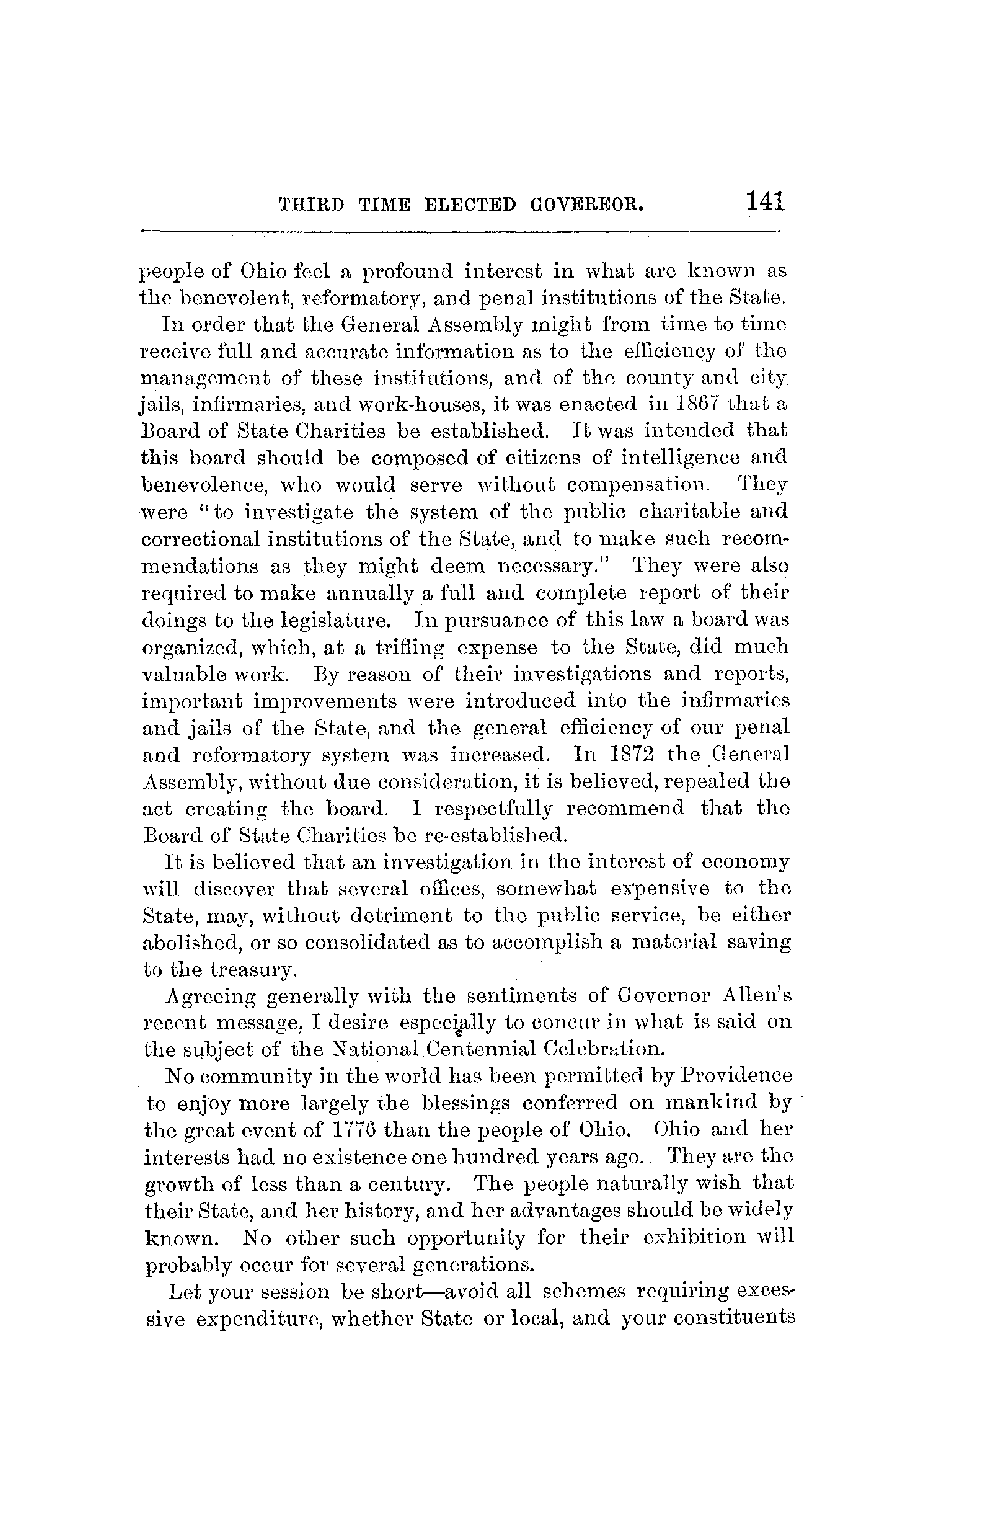 THIRD TIME ELECTED GOVEREOR. 141
people of Ohio feel a profound interest in what are known as
the benevolent, reformatory, and penal institutions of the State.
In order that the General Assembly might from time to time
receive full and accurate information as to the efficiency of the
management of these institutions, and of the county and city
jails, infirmaries, and work-houses, it was enacted in 1867 that a
Board of State Charities be established. It was intended that
this board should be composed of citizens of intelligence and
benevolence, who would serve without compensation. They
were "to investigate the system of the public charitable and
correctional institutions of the State, and to make such recom-
mendations as they might deem necessary." They were also
required to make annually a full and complete report of their
doings to the legislature. In pursuance of this law a board was
organized, which, at a trifling expense to the State, did much
valuable work. By reason of their investigations and reports,
important improvements were introduced into the infirmaries
and jails of the State, and the general efficiency of our penal
and reformatory system was increased. In 1872 the General
Assembly, without due consideration, it is believed, repealed the
act creating the board. I respectfully recommend that the
Board of State Charities be re-established.
It is believed that an investigation in the interest of economy
will discover that several offices, somewhat expensive to the
State, may, without detriment to the public service, be either
abolished, or so consolidated as to accomplish a material saving
to the treasury.
Agreeing generally with the sentiments of Governor Allen's
recent message, I desire especially to concur in what is said on
the subject of the National Centennial Celebration.
No community in the world has been permitted by Providence
to enjoy more largely the blessings conferred on mankind by
the great event of 1776 than the people of Ohio. Ohio and her
interests had no existence one hundred years ago. They are the
growth of less than a century. The people naturally wish that
their State, and her history, and her advantages should be widely
known. No other such opportunity for their exhibition will
probably occur for several generations.
Let your session be short—avoid all schemes requiring exces-
sive expenditure, whether State or local, and your constituents